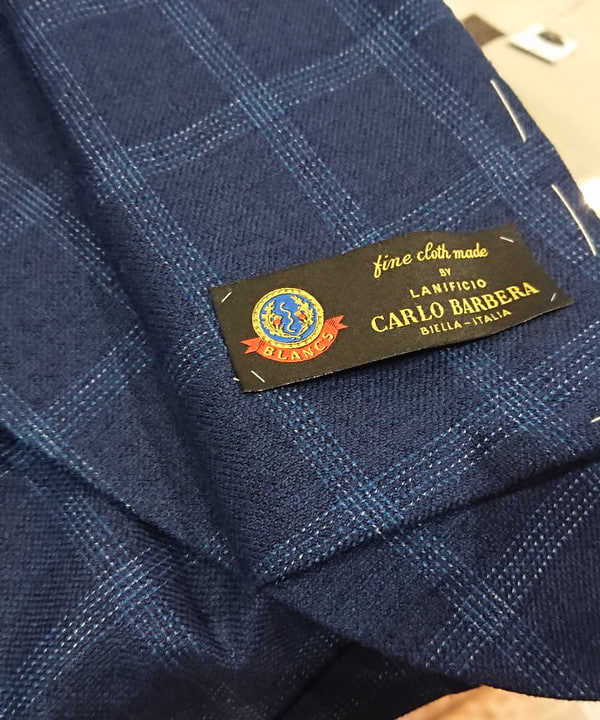 fine cloth made
BY
LANIFICIO
CARLO BARBERA
BIELLA-ITALIA
BLANCS